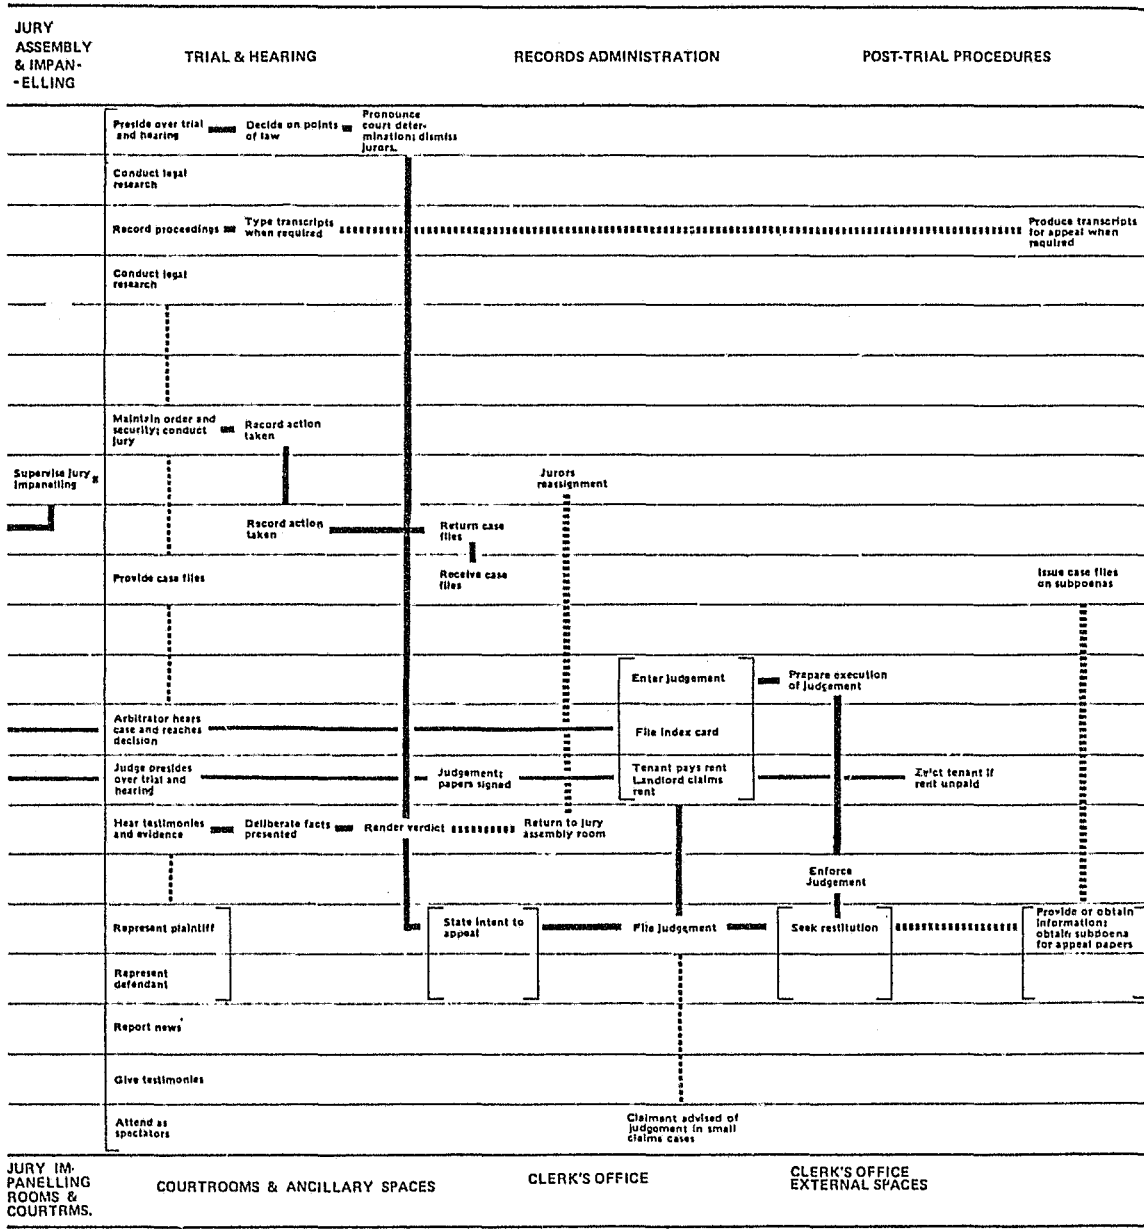 JURY
ASSEMBLY
& IMPAN-
-ELLING
TRIAL & HEARING
RECORDS ADMINISTRATION
POST-TRIAL PROCEDURES
Preside over trial
and hearing
Decide on points
of law
Pronounce
court deter-
mination; dismiss
jurors.
Conduct legal
research
Record proceedings
Type transcripts
when required
Produce transcripts
for appeal when
required
Conduct legal
research
Maintain order and
security; conduct
jury
Record action
taken
Supervise jury
impanelling
Jurors
reassignment
Record action
taken
Return case
files
Provide case files
Receive case
files
Issue case files
on subpoenas
Enter judgement
Prepare execution
of judgement
Arbitrator hears
case and reaches
decision
File index card
Judge presides
over trial and
hearing
Judgement;
papers signed
Tenant pays rent
Landlord claims
rent
Evict tenant if
rent unpaid
Hear testimonies
and evidence
Deliberate facts
presented
Render verdict
Return to jury
assembly room
Enforce
Judgement
Represent plaintiff
State intent to
appeal
File judgement
Seek restitution
Provide or obtain
information;
obtain subpoena
for appeal papers
Represent
defendant
Report news
Give testimonies
Attend as
spectators
Claimant advised of
judgement in small
claims cases
JURY IM-
PANELLING
ROOMS &
COURTRMS.
COURTROOMS & ANCILLARY SPACES
CLERK'S OFFICE
CLERK'S OFFICE
EXTERNAL SPACES